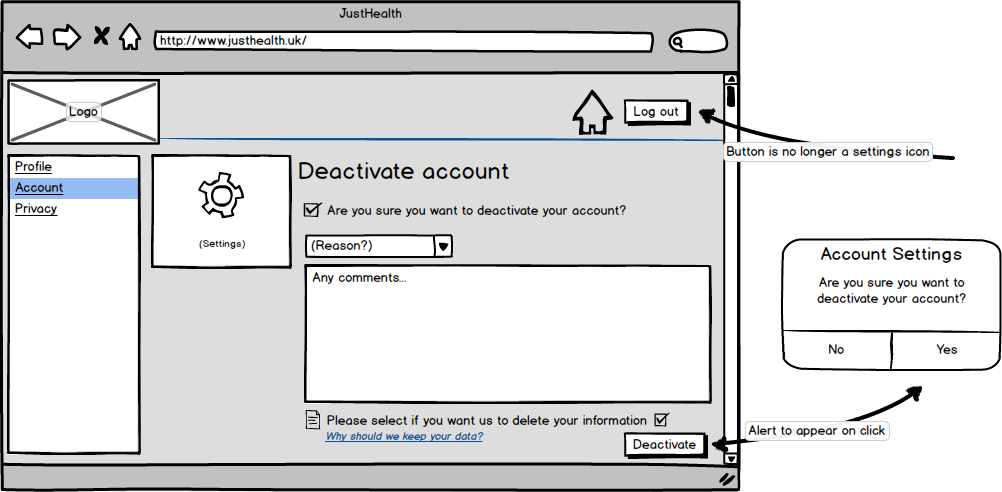 JustHealth
http://www.justhealth.uk/
Logo
Log out
Button is no longer a settings icon
Profile
Account
Privacy
(Settings)
Deactivate account
Are you sure you want to deactivate your account?
(Reason?)
Any comments...
Please select if you want us to delete your information
Why should we keep your data?
Deactivate
Alert to appear on click
Account Settings
Are you sure you want to
deactivate your account?
No
Yes